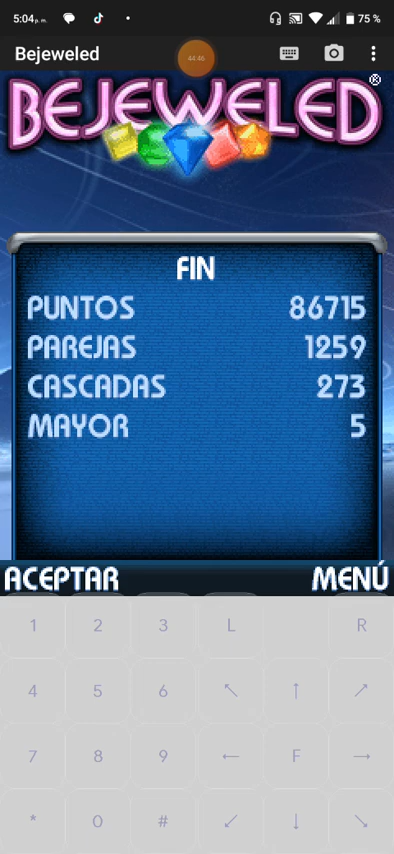 5:04 p. m. 75 %
Bejeweled 44:46
BEJEWELED
FIN
PUNTOS 86715
PAREJAS 1259
CASCADAS 273
MAYOR 5
ACEPTAR MENÚ
1 2 3 L R
4 5 6 ↖ ↑ ↗
7 8 9 ← F →
* 0 # ↙ ↓ ↘